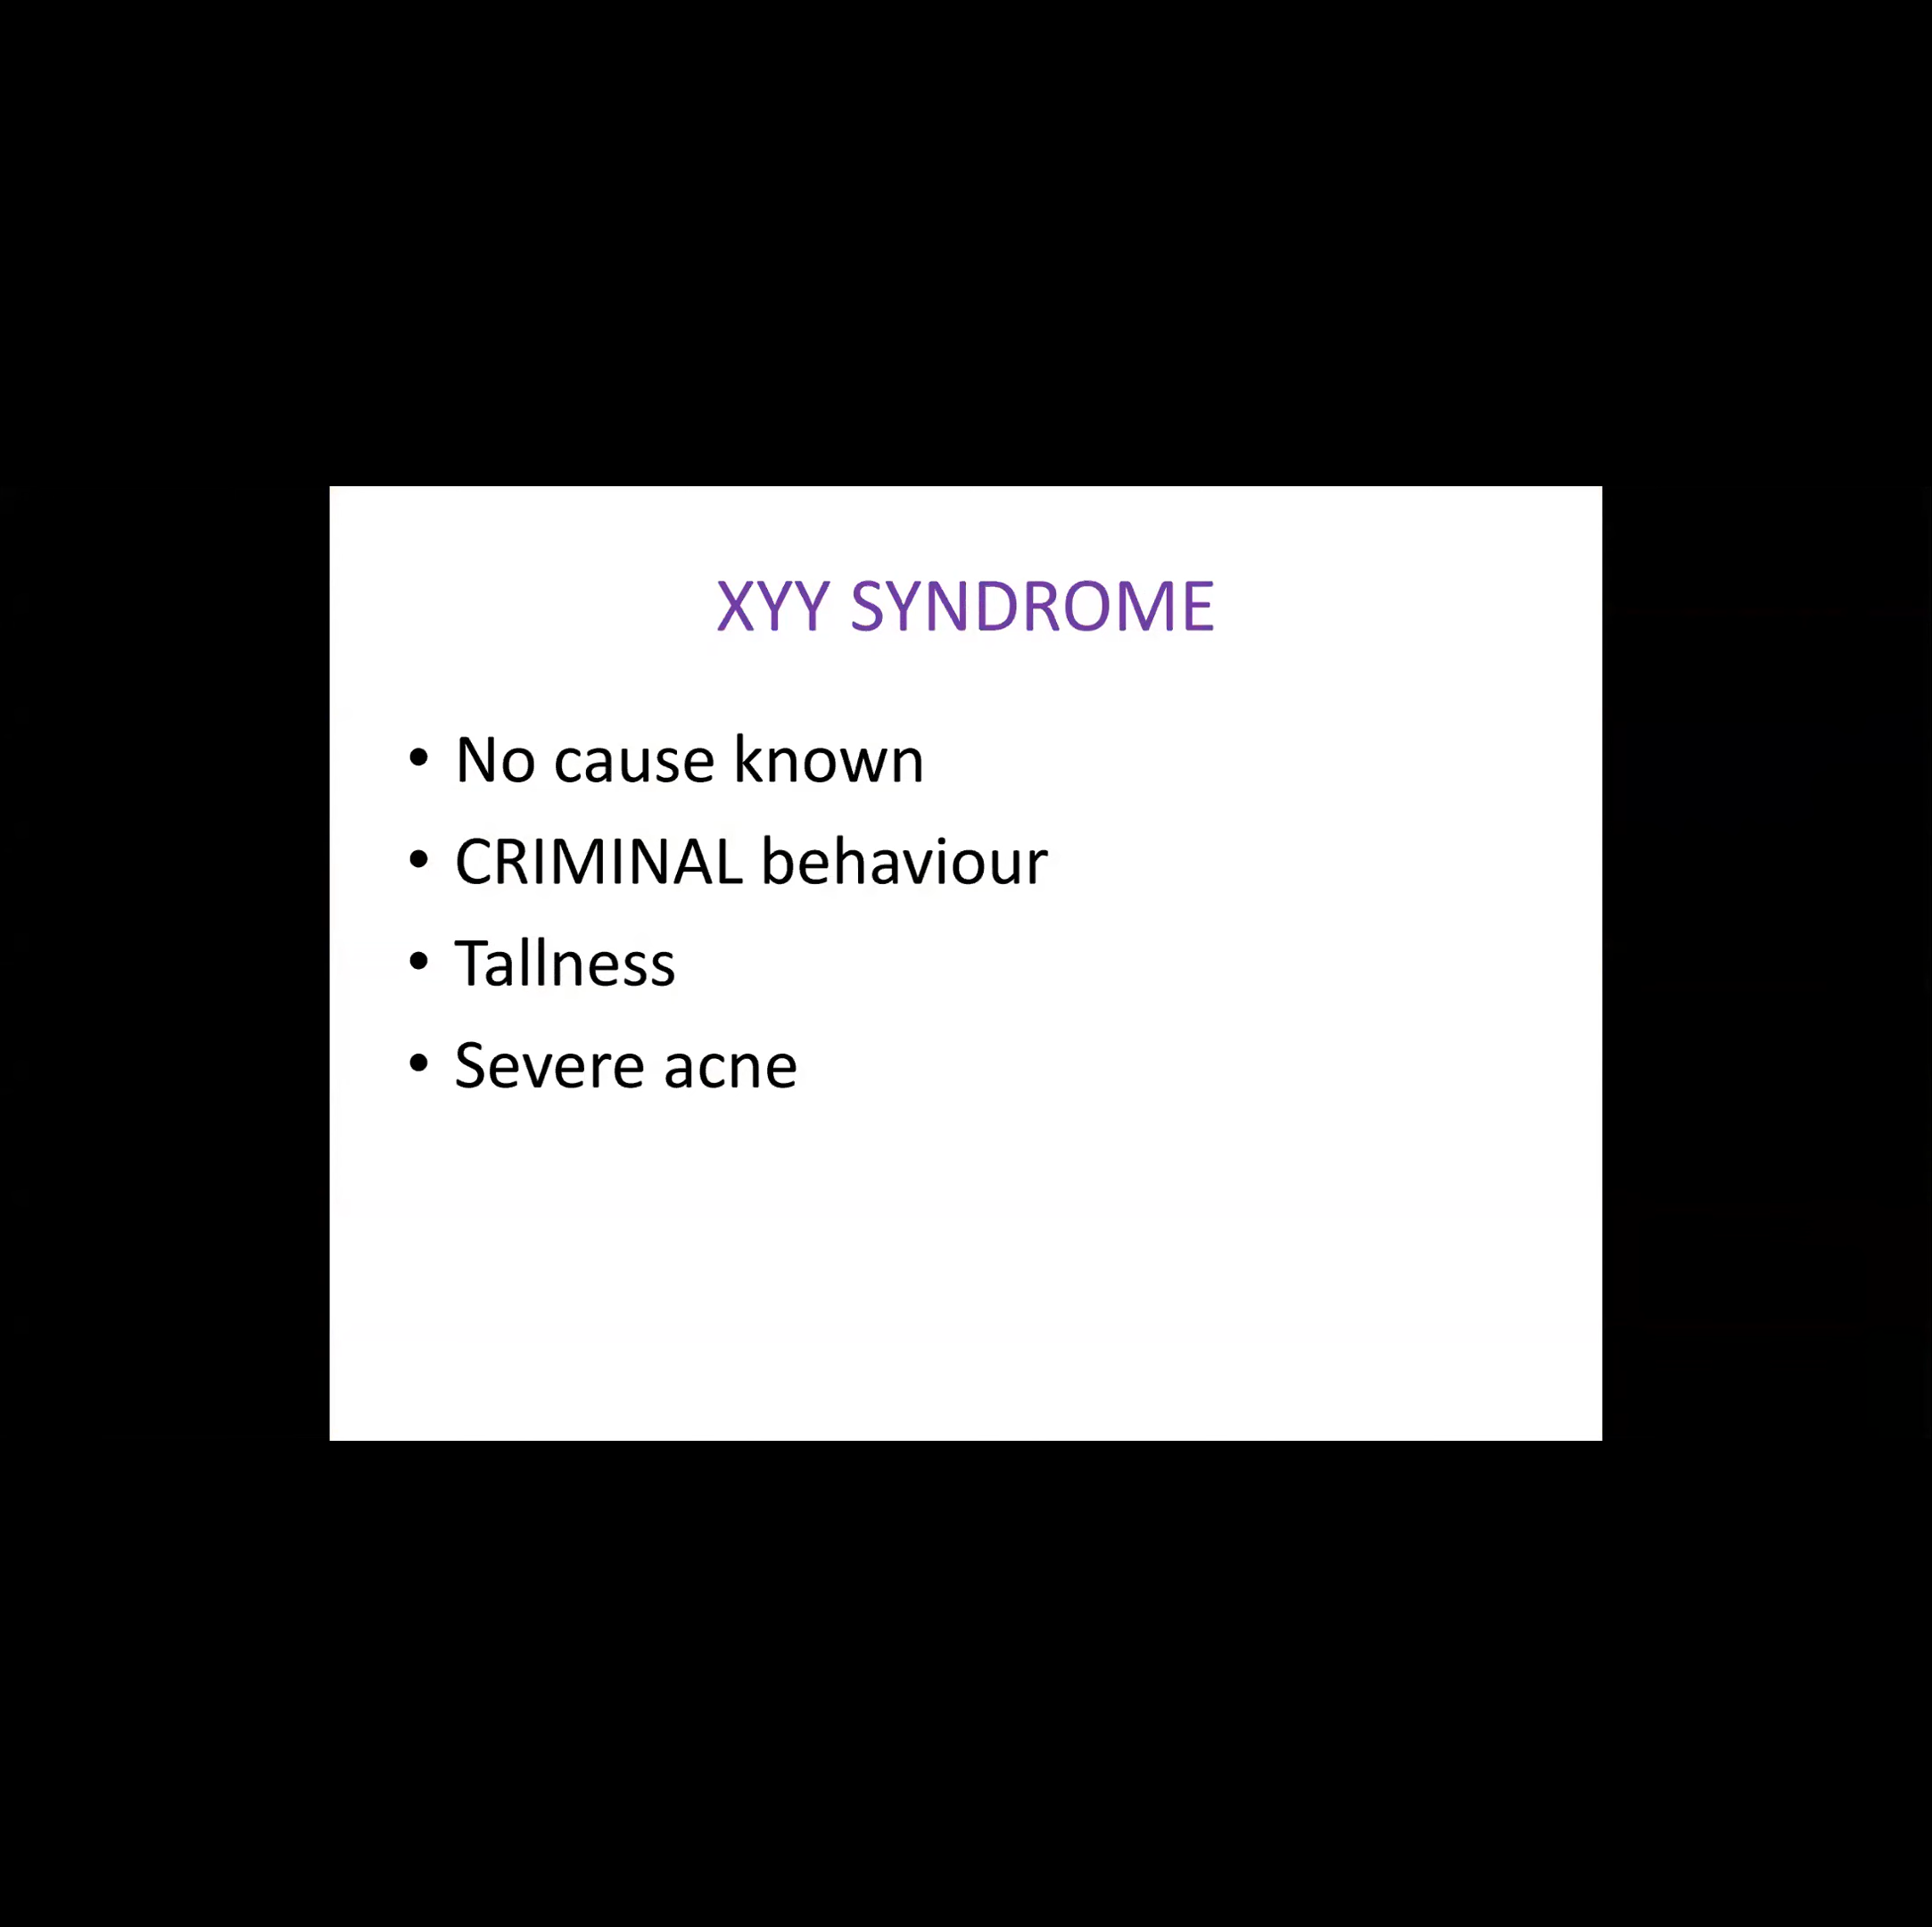 XYY SYNDROME
• No cause known
• CRIMINAL behaviour
• Tallness
• Severe acne